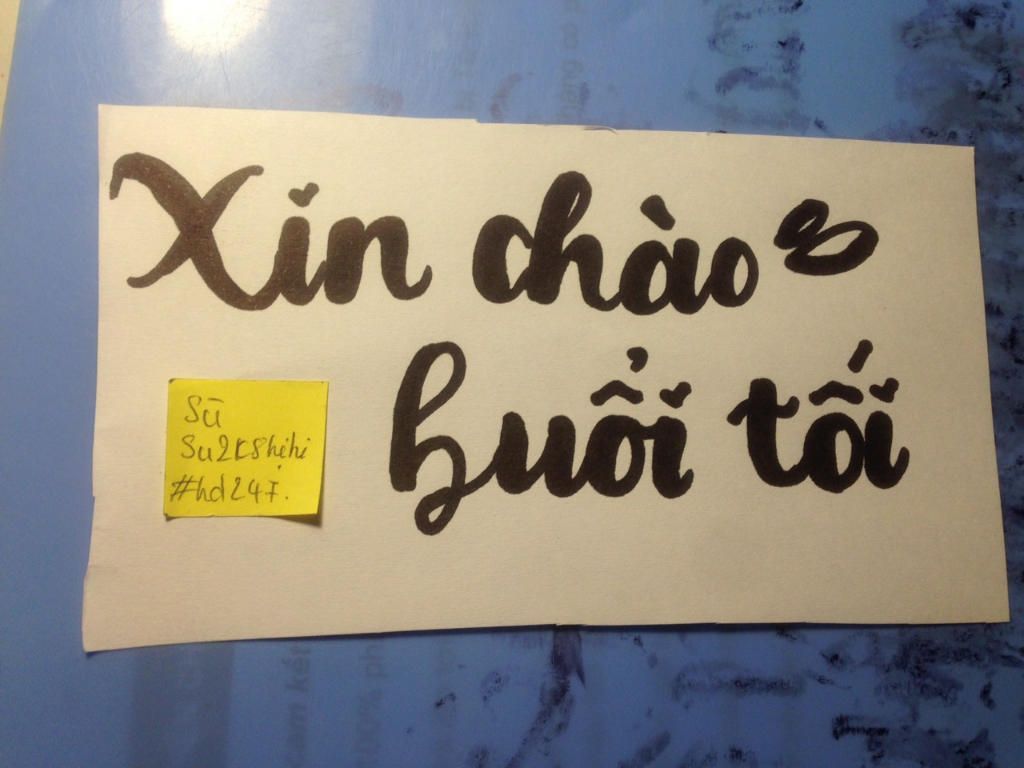 Xin chào
buổi tối
Sū
Su2k8hihi
#hd247.